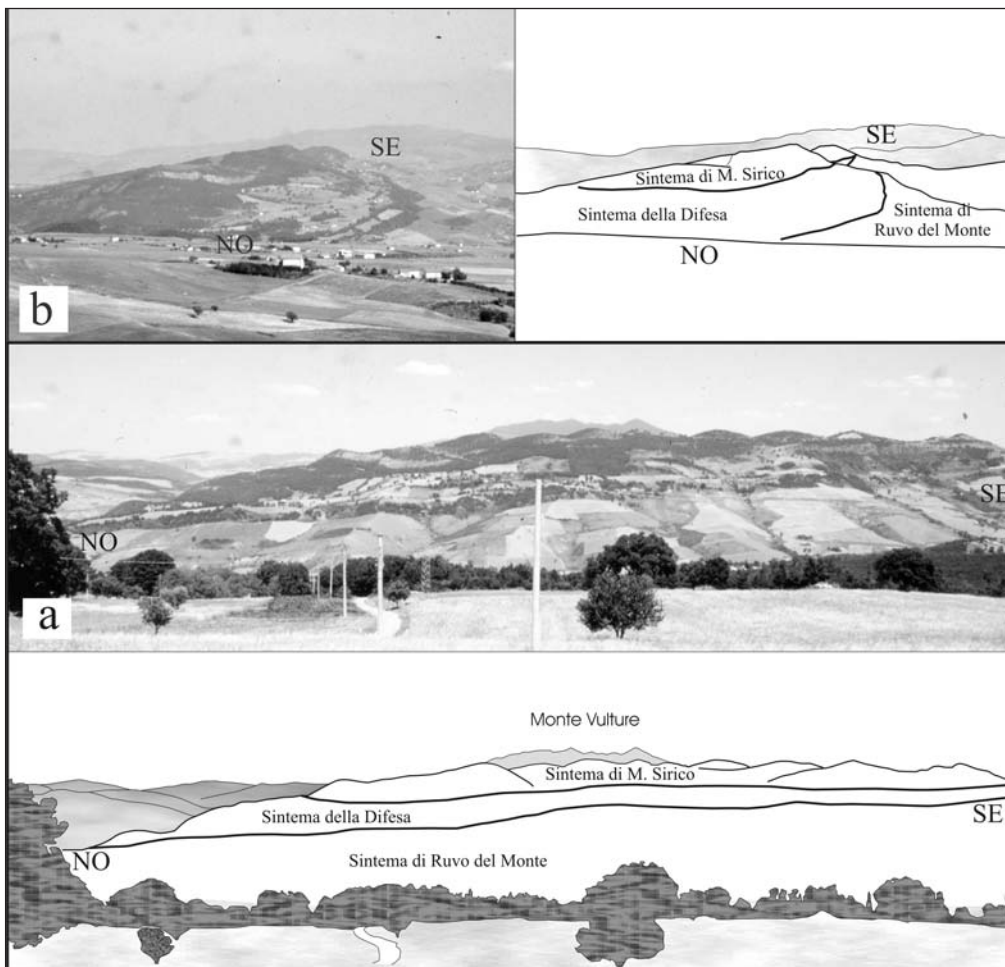 SE
NO
b
SE
Sintema di M. Sirico
Sintema della Difesa
Sintema di
Ruvo del Monte
NO
NO
SE
a
Monte Vulture
Sintema di M. Sirico
Sintema della Difesa
SE
NO
Sintema di Ruvo del Monte